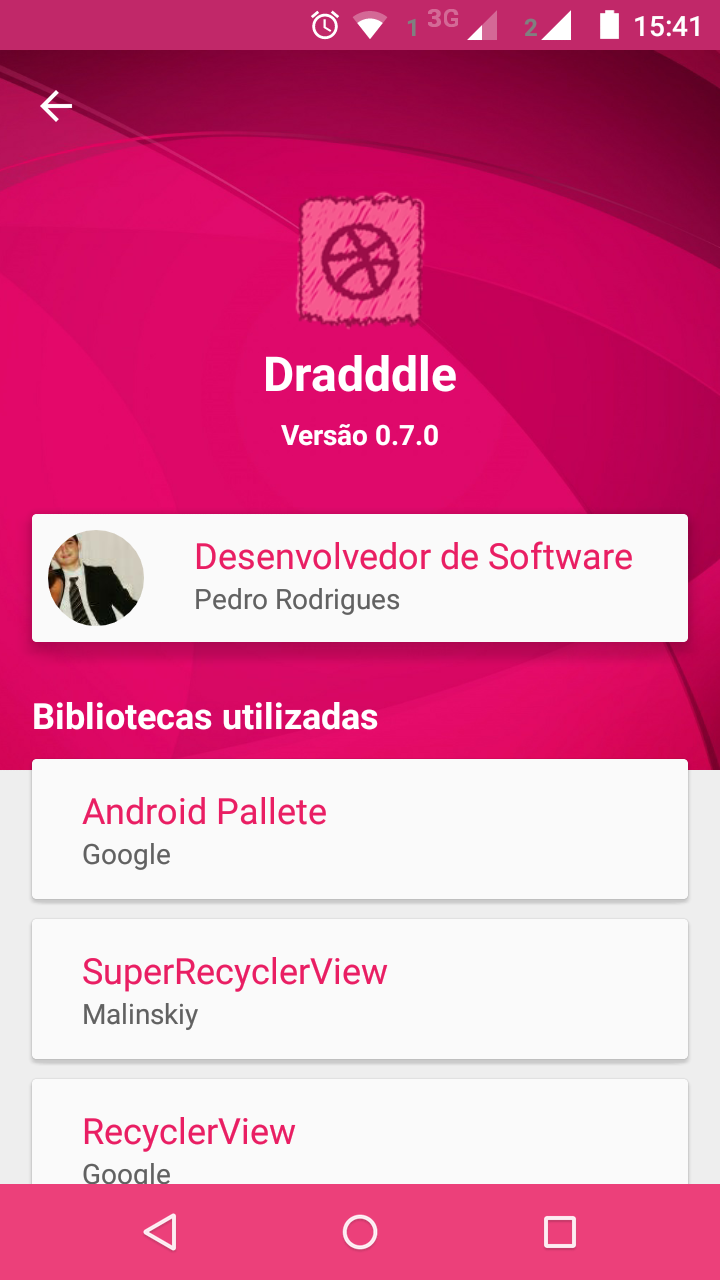 1 3G 2 15:41
Dradddle
Versão 0.7.0
Desenvolvedor de Software
Pedro Rodrigues
Bibliotecas utilizadas
Android Pallete
Google
SuperRecyclerView
Malinskiy
RecyclerView
Google